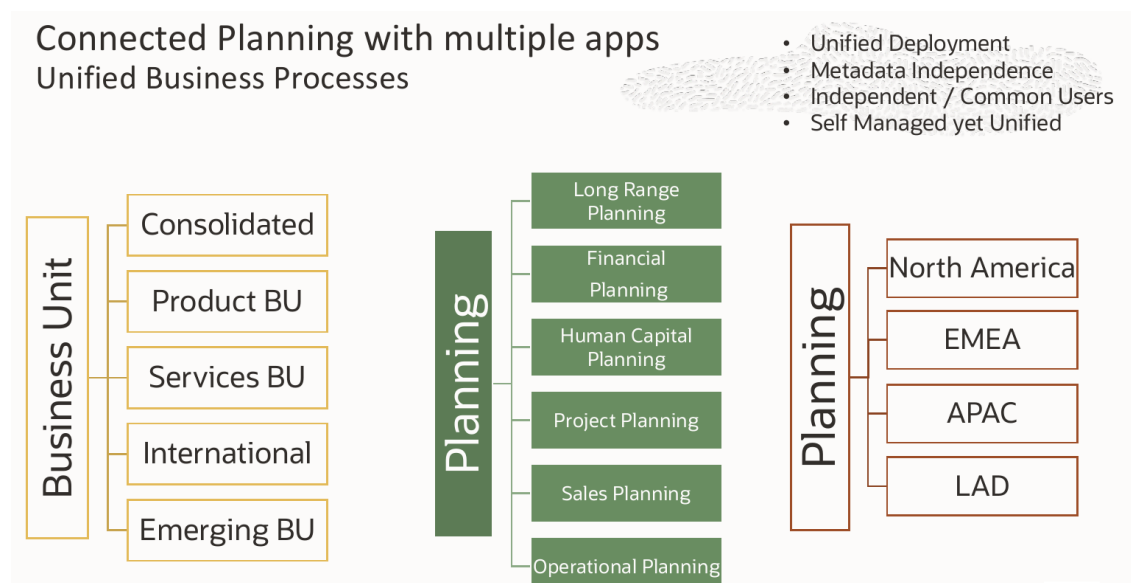 Connected Planning with multiple apps
Unified Business Processes
• Unified Deployment
• Metadata Independence
• Independent / Common Users
• Self Managed yet Unified
Business Unit
Consolidated
Product BU
Services BU
International
Emerging BU
Planning
Long Range
Planning
Financial
Planning
Human Capital
Planning
Project Planning
Sales Planning
Operational Planning
Planning
North America
EMEA
APAC
LAD